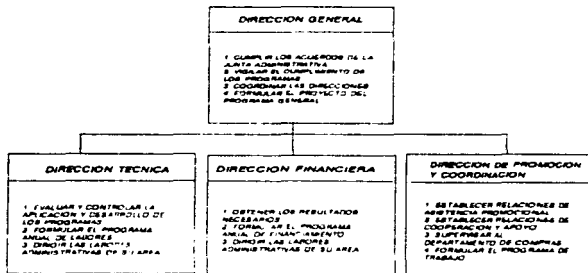 DIRECCION GENERAL
1 CUMPLIR LOS ACUERDOS DE LA
JUNTA ADMINISTRATIVA
2 VIGILAR EL CUMPLIMIENTO DE
LOS PROGRAMAS
3 COORDINAR LAS DIRECCIONES
4 FORMULAR EL PROYECTO DEL
PROGRAMA GENERAL
DIRECCION TECNICA
1 EVALUAR Y CONTROLAR LA
APLICACION Y DESARROLLO DE
LOS PROGRAMAS
2 FORMULAR EL PROGRAMA
ANUAL DE LABORES
3 DIRIGIR LAS LABORES
ADMINISTRATIVAS DE SU AREA
DIRECCION FINANCIERA
1 OBTENER LOS RESULTADOS
NECESARIOS
2 FORMULAR EL PROGRAMA
ANUAL DE FINANCIAMIENTO
3 DIRIGIR LAS LABORES
ADMINISTRATIVAS DE SU AREA
DIRECCION DE PROMOCION
Y COORDINACION
1 ESTABLECER RELACIONES DE
ASISTENCIA PROMOCIONAL
2 ESTABLECER RELACIONES DE
COOPERACION Y APOYO
3 SUPERVISAR AL
DEPARTAMENTO DE COMPRAS
4 FORMULAR EL PROGRAMA DE
TRABAJO